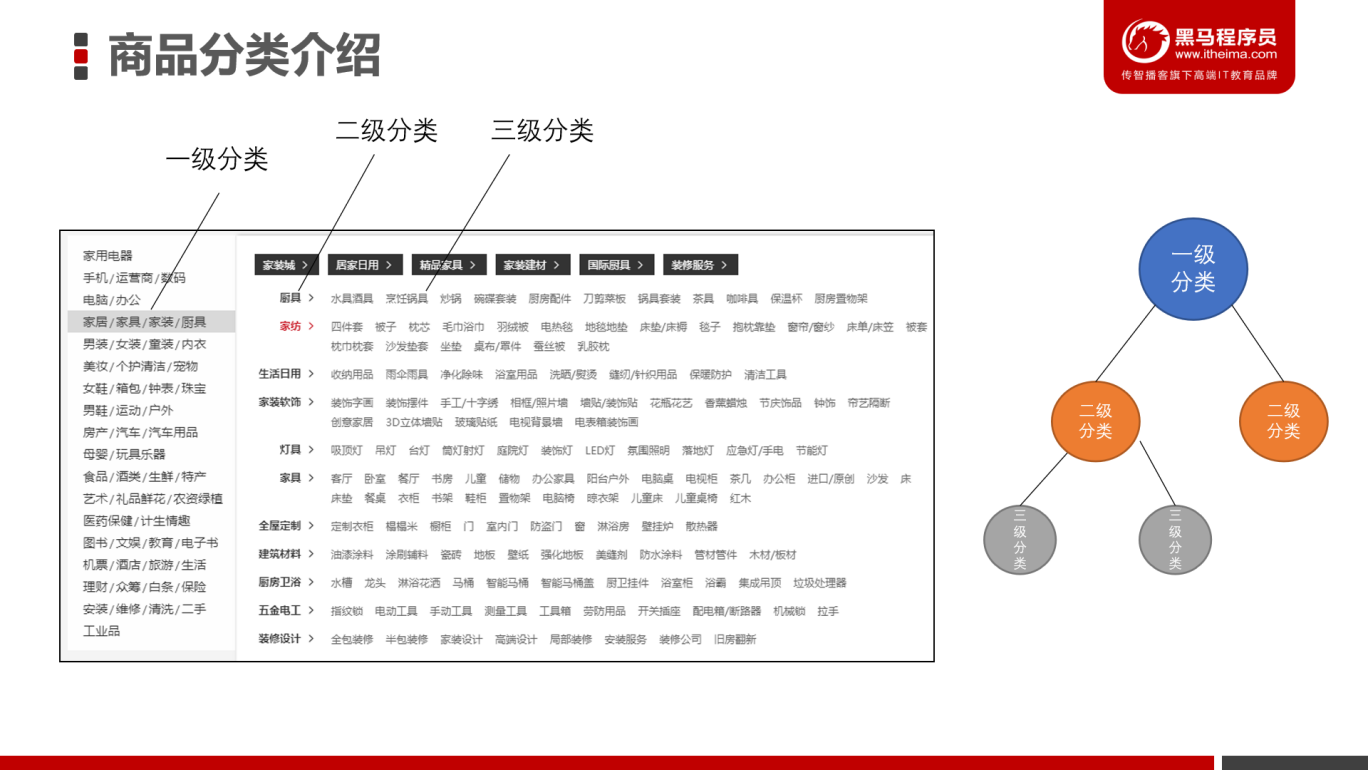 商品分类介绍
黑马程序员
www.itheima.com
传智播客旗下高端IT教育品牌
一级分类
二级分类
三级分类
家用电器
手机/运营商/数码
电脑/办公
家居/家具/家装/厨具
男装/女装/童装/内衣
美妆/个护清洁/宠物
女鞋/箱包/钟表/珠宝
男鞋/运动/户外
房产/汽车/汽车用品
母婴/玩具乐器
食品/酒类/生鲜/特产
艺术/礼品鲜花/农资绿植
医药保健/计生情趣
图书/文娱/教育/电子书
机票/酒店/旅游/生活
理财/众筹/白条/保险
安装/维修/清洗/二手
工业品
家装城 > 居家日用 > 精品家具 > 家装建材 > 国际厨具 > 装修服务 >
厨具 > 水具酒具 烹饪锅具 炒锅 碗碟套装 厨房配件 刀剪菜板 锅具套装 茶具 咖啡具 保温杯 厨房置物架
家纺 > 四件套 被子 枕芯 毛巾浴巾 羽绒被 电热毯 地毯地垫 床垫/床褥 毯子 抱枕靠垫 窗帘/窗纱 床单/床笠 被套
枕巾枕套 沙发垫套 坐垫 桌布/罩件 蚕丝被 乳胶枕
生活日用 > 收纳用品 雨伞雨具 净化除味 浴室用品 洗晒/熨烫 缝纫/针织用品 保暖防护 清洁工具
家装软饰 > 装饰字画 装饰摆件 手工/十字绣 相框/照片墙 墙贴/装饰贴 花瓶花艺 香薰蜡烛 节庆饰品 钟饰 帘艺隔断
创意家居 3D立体墙贴 玻璃贴纸 电视背景墙 电表箱装饰画
灯具 > 吸顶灯 吊灯 台灯 筒灯射灯 庭院灯 装饰灯 LED灯 氛围照明 落地灯 应急灯/手电 节能灯
家具 > 客厅 卧室 餐厅 书房 儿童 储物 办公家具 阳台户外 电脑桌 电视柜 茶几 办公柜 进口/原创 沙发 床
床垫 餐桌 衣柜 书架 鞋柜 置物架 电脑椅 晾衣架 儿童床 儿童桌椅 红木
全屋定制 > 定制衣柜 榻榻米 橱柜 门 室内门 防盗门 窗 淋浴房 壁挂炉 散热器
建筑材料 > 油漆涂料 涂刷辅料 瓷砖 地板 壁纸 强化地板 美缝剂 防水涂料 管材管件 木材/板材
厨房卫浴 > 水槽 龙头 淋浴花洒 马桶 智能马桶 智能马桶盖 厨卫挂件 浴室柜 浴霸 集成吊顶 垃圾处理器
五金电工 > 指纹锁 电动工具 手动工具 测量工具 工具箱 劳防用品 开关插座 配电箱/断路器 机械锁 拉手
装修设计 > 全包装修 半包装修 家装设计 高端设计 局部装修 安装服务 装修公司 旧房翻新
一级
分类
二级
分类
二级
分类
三
级
分
类
三
级
分
类